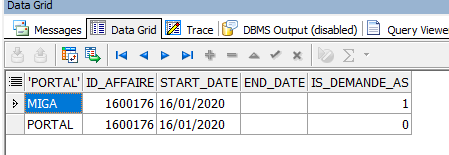 Data Grid
Messages Data Grid Trace DBMS Output (disabled) Query Viewer
'PORTAL' ID_AFFAIRE START_DATE END_DATE IS_DEMANDE_AS
MIGA 1600176 16/01/2020 1
PORTAL 1600176 16/01/2020 0